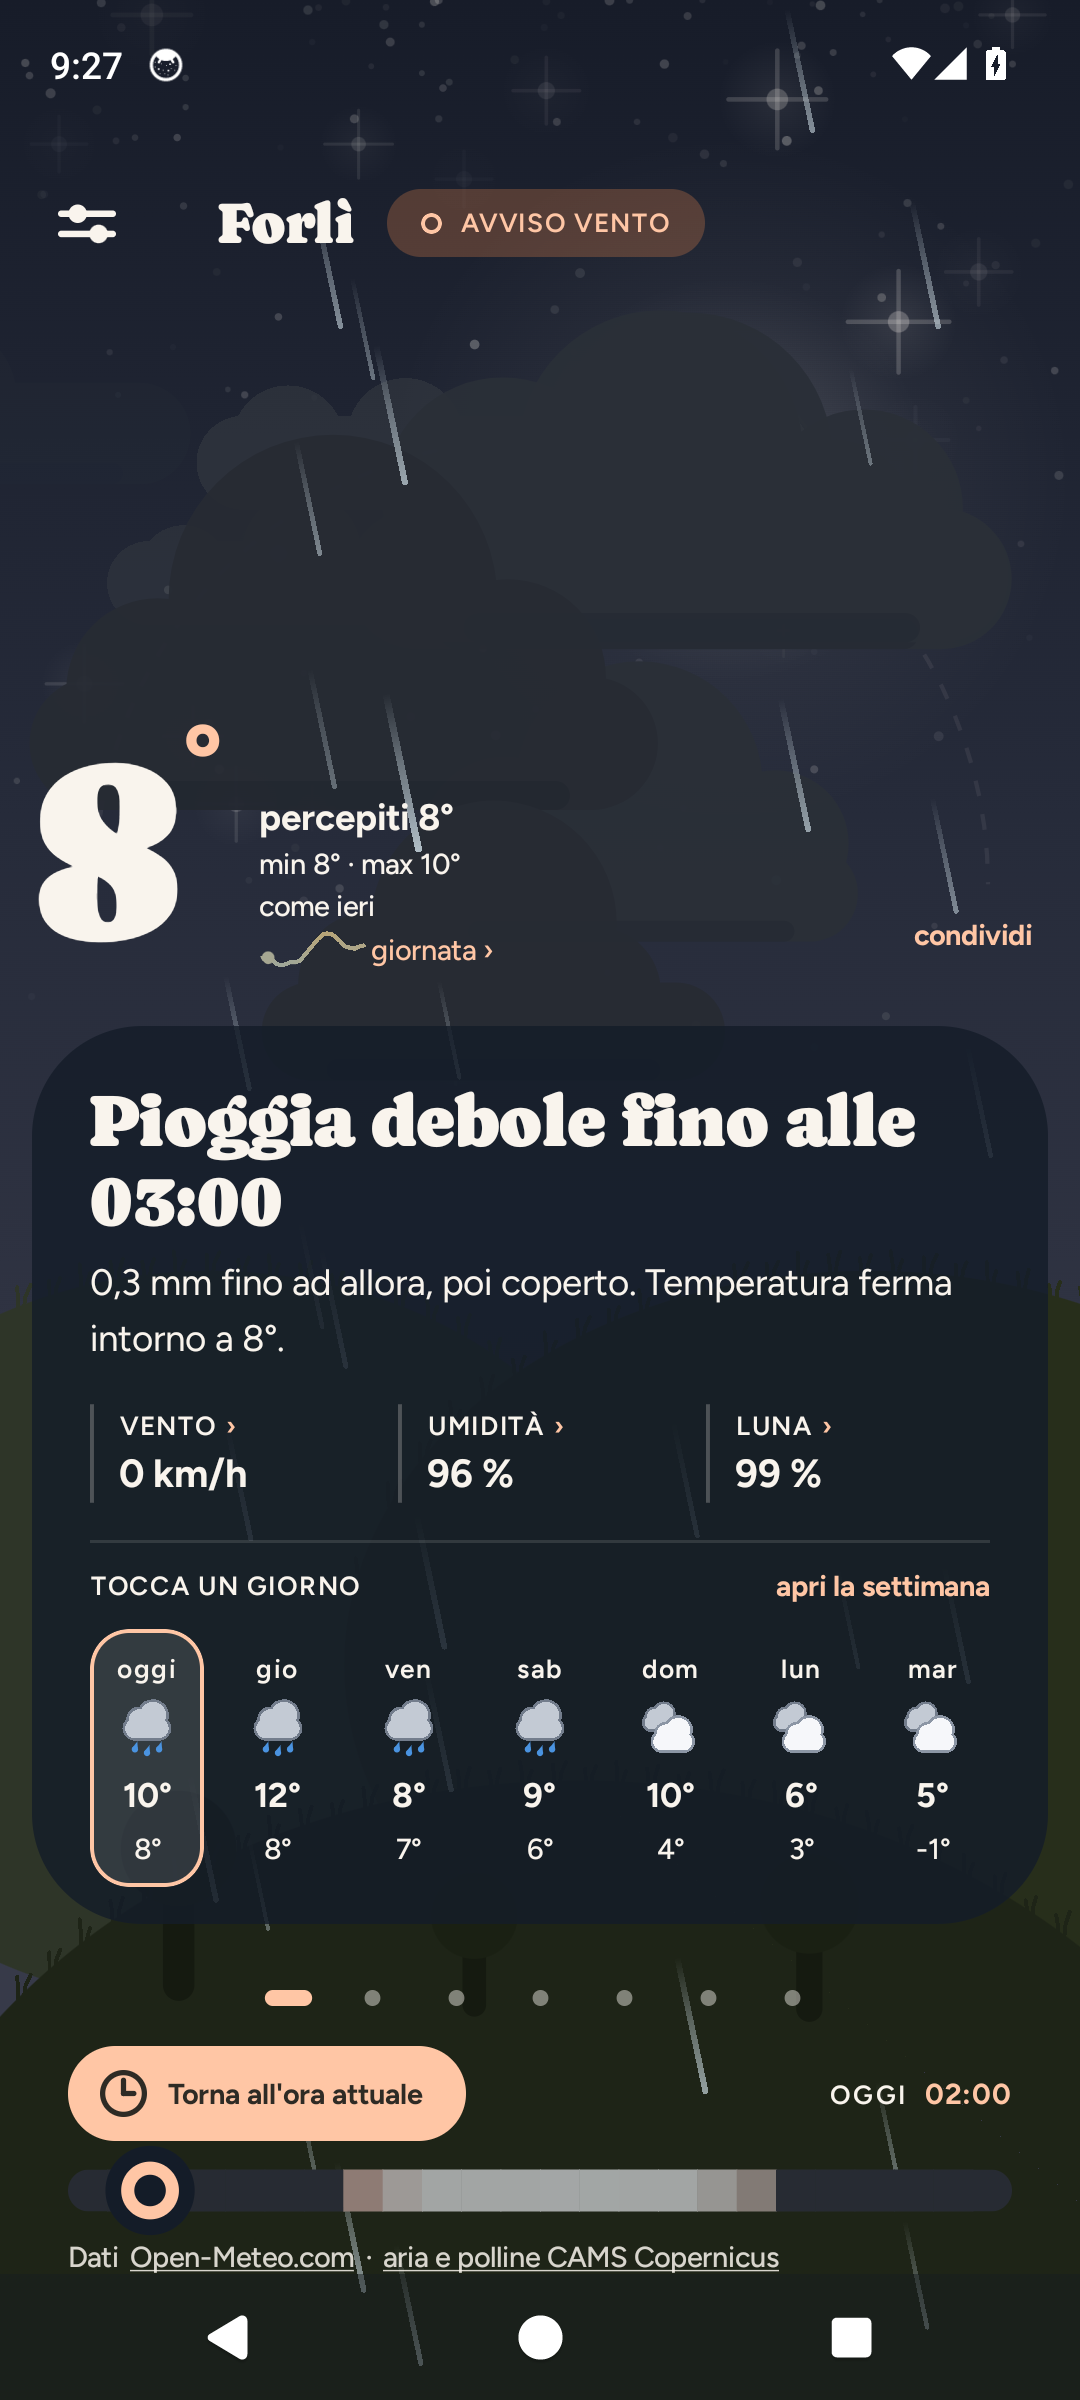 9:27
Forlì AVVISO VENTO
8°
percepiti 8°
min 8° · max 10°
come ieri
giornata ›
condividi
Pioggia debole fino alle
03:00
0,3 mm fino ad allora, poi coperto. Temperatura ferma
intorno a 8°.
VENTO › UMIDITÀ › LUNA ›
0 km/h 96 % 99 %
TOCCA UN GIORNO apri la settimana
oggi gio ven sab dom lun mar
10° 12° 8° 9° 10° 6° 5°
8° 8° 7° 6° 4° 3° -1°
Torna all'ora attuale OGGI 02:00
Dati Open-Meteo.com · aria e polline CAMS Copernicus